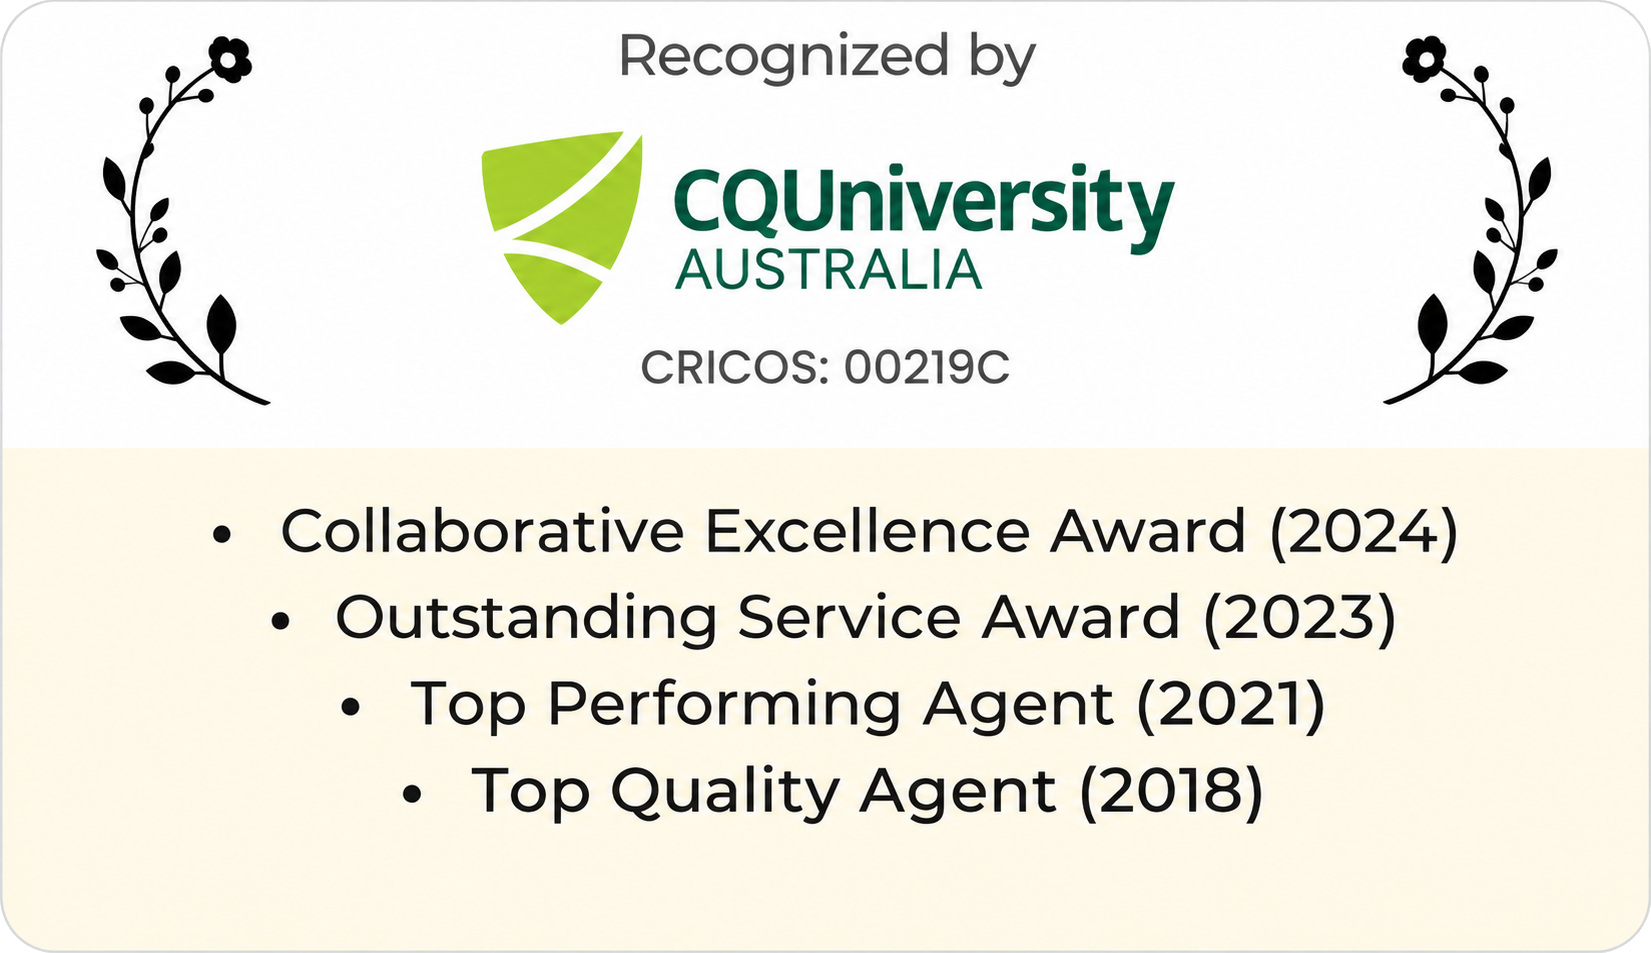 Recognized by
CQUniversity
AUSTRALIA
CRICOS: 00219C
• Collaborative Excellence Award (2024)
• Outstanding Service Award (2023)
• Top Performing Agent (2021)
• Top Quality Agent (2018)